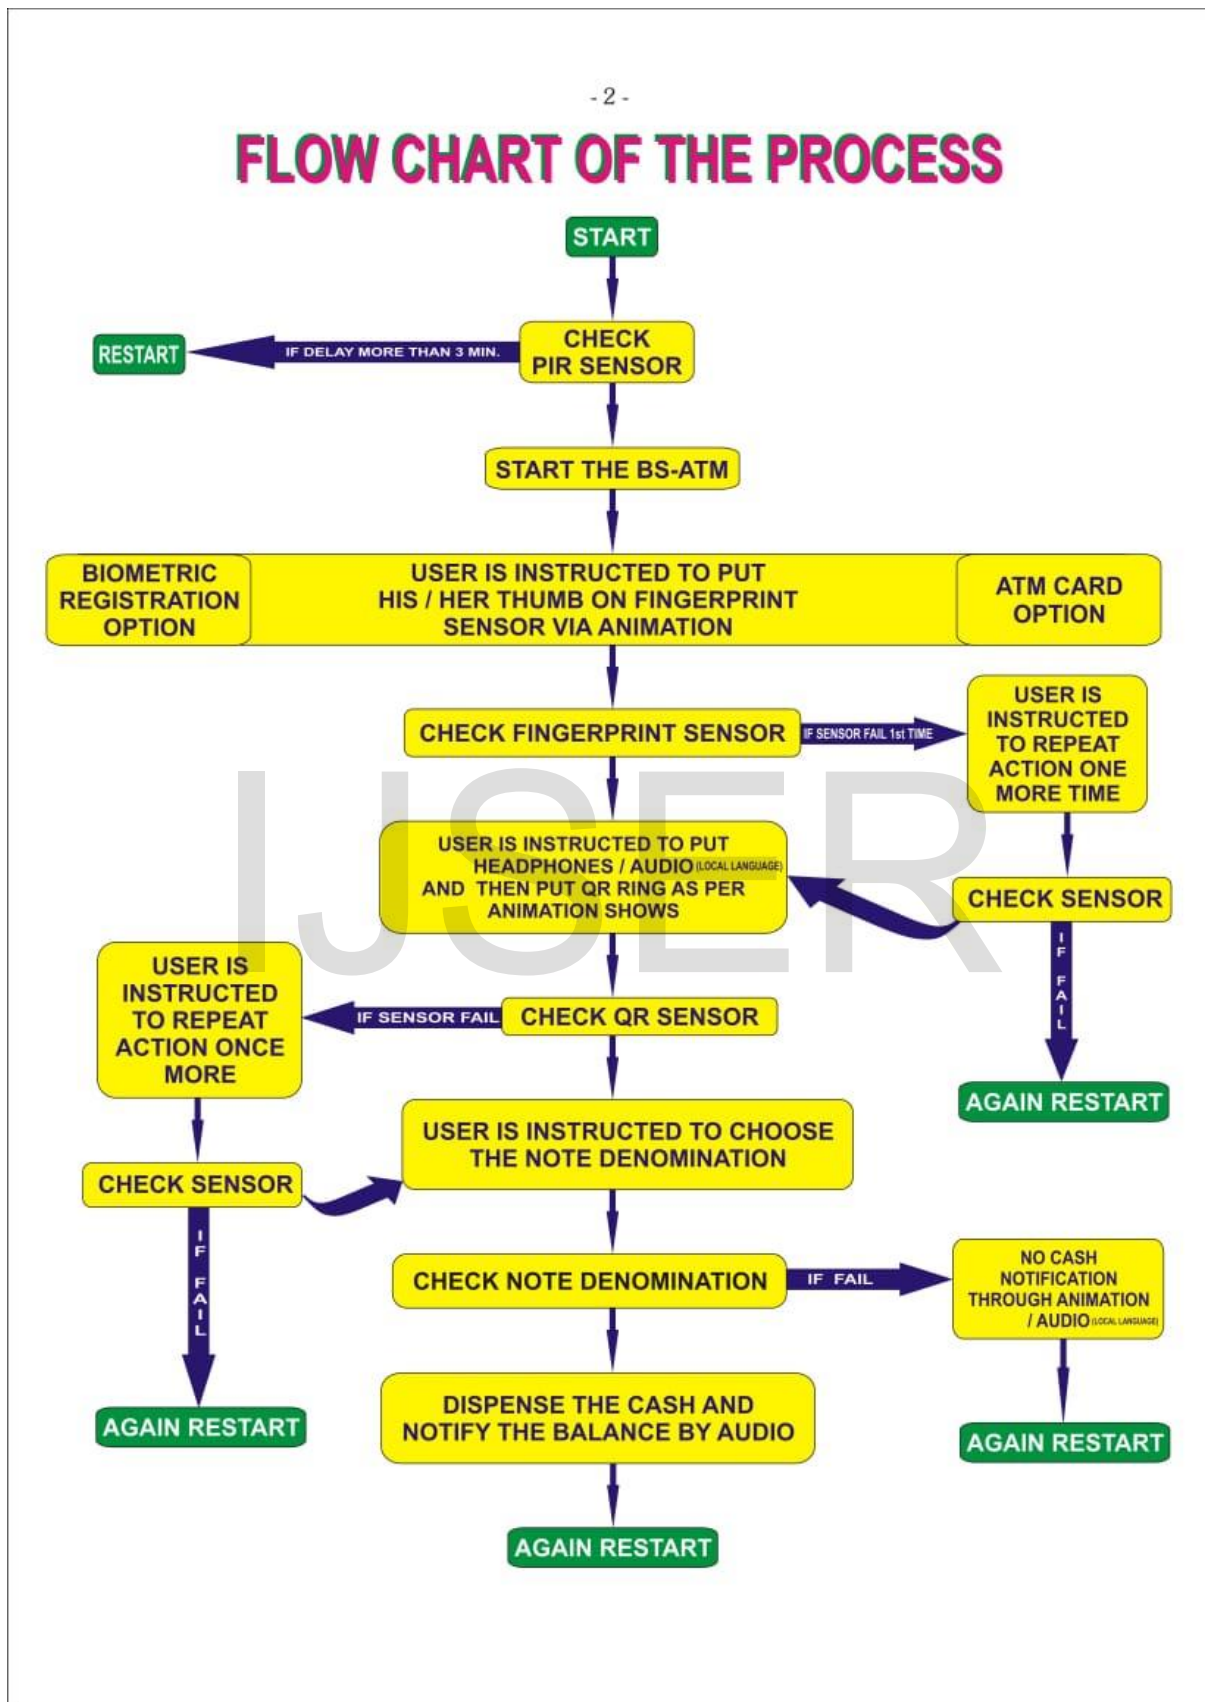 - 2 -
FLOW CHART OF THE PROCESS
START
CHECK
PIR SENSOR
IF DELAY MORE THAN 3 MIN.
RESTART
START THE BS-ATM
BIOMETRIC
REGISTRATION
OPTION
USER IS INSTRUCTED TO PUT
HIS / HER THUMB ON FINGERPRINT
SENSOR VIA ANIMATION
ATM CARD
OPTION
CHECK FINGERPRINT SENSOR
IF SENSOR FAIL 1st TIME
USER IS
INSTRUCTED
TO REPEAT
ACTION ONE
MORE TIME
USER IS INSTRUCTED TO PUT
HEADPHONES / AUDIO (LOCAL LANGUAGE)
AND THEN PUT QR RING AS PER
ANIMATION SHOWS
CHECK SENSOR
IF FAIL
AGAIN RESTART
CHECK QR SENSOR
IF SENSOR FAIL
USER IS
INSTRUCTED
TO REPEAT
ACTION ONCE
MORE
CHECK SENSOR
IF FAIL
AGAIN RESTART
USER IS INSTRUCTED TO CHOOSE
THE NOTE DENOMINATION
CHECK NOTE DENOMINATION
IF FAIL
NO CASH
NOTIFICATION
THROUGH ANIMATION
/ AUDIO (LOCAL LANGUAGE)
AGAIN RESTART
DISPENSE THE CASH AND
NOTIFY THE BALANCE BY AUDIO
AGAIN RESTART
IJSER